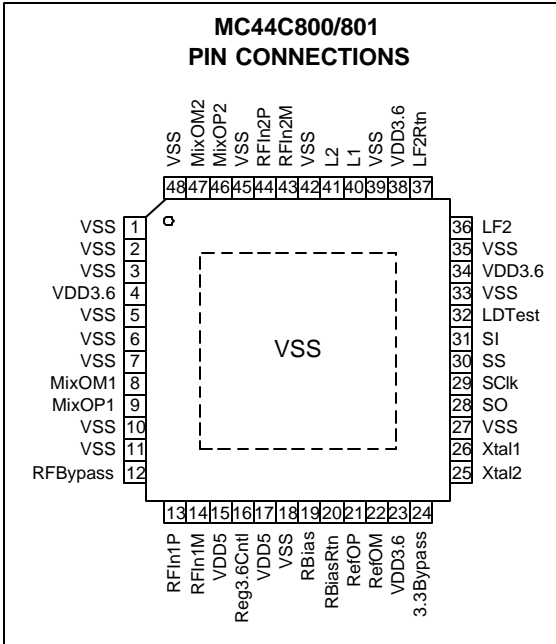 MC44C800/801
PIN CONNECTIONS
VSS
MixOM2
MixOP2
VSS
RFIn2P
RFIn2M
VSS
L2
L1
VSS
VDD3.6
LF2Rtn
48 47 46 45 44 43 42 41 40 39 38 37
VSS 1
VSS 2
VSS 3
VDD3.6 4
VSS 5
VSS 6
VSS 7
MixOM1 8
MixOP1 9
VSS 10
VSS 11
RFBypass 12
VSS
36 LF2
35 VSS
34 VDD3.6
33 VSS
32 LDTest
31 SI
30 SS
29 SClk
28 SO
27 VSS
26 Xtal1
25 Xtal2
13 14 15 16 17 18 19 20 21 22 23 24
RFIn1P
RFIn1M
VDD5
Reg3.6Cntl
VDD5
VSS
RBias
RBiasRtn
RefOP
RefOM
VDD3.6
3.3Bypass